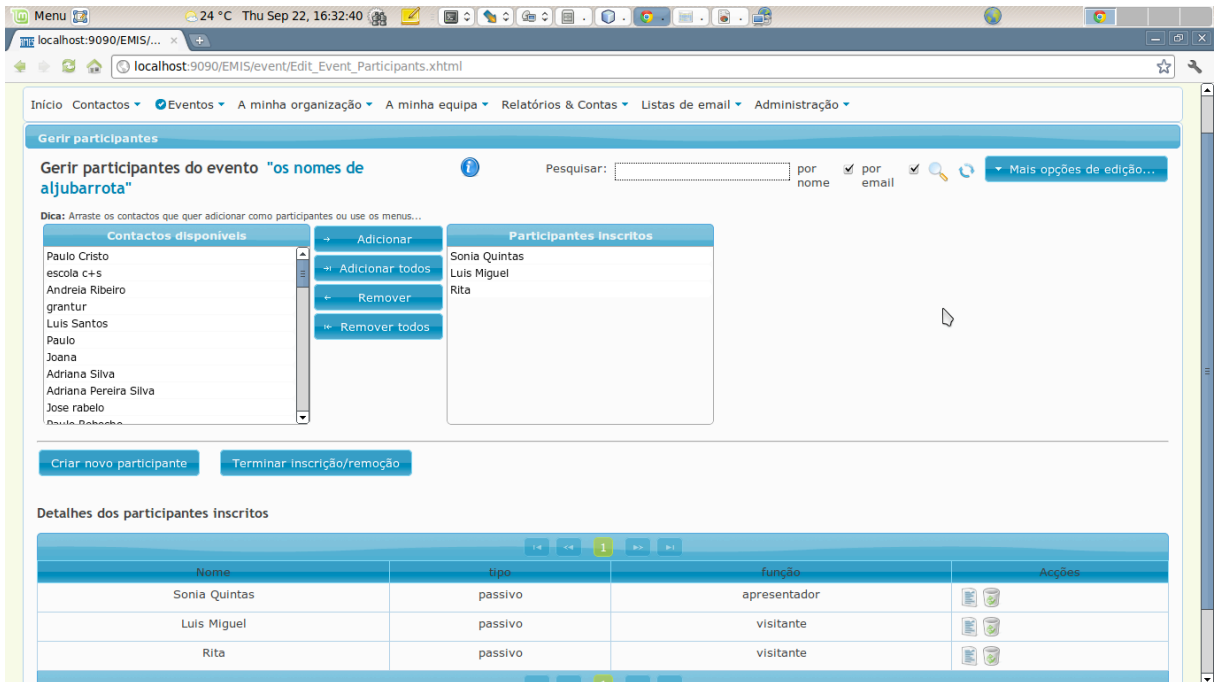 Menu 24 °C Thu Sep 22, 16:32:40
localhost:9090/EMIS/...
localhost:9090/EMIS/event/Edit_Event_Participants.xhtml
Início Contactos Eventos A minha organização A minha equipa Relatórios & Contas Listas de email Administração
Gerir participantes
Gerir participantes do evento "os nomes de
aljubarrota"
Pesquisar: por nome por email Mais opções de edição...
Dica: Arraste os contactos que quer adicionar como participantes ou use os menus...
Contactos disponíveis
Paulo Cristo
escola c+s
Andreia Ribeiro
grantur
Luis Santos
Paulo
Joana
Adriana Silva
Adriana Pereira Silva
Jose rabelo
Adicionar
Adicionar todos
Remover
Remover todos
Participantes inscritos
Sonia Quintas
Luis Miguel
Rita
Criar novo participante Terminar inscrição/remoção
Detalhes dos participantes inscritos
1
Nome tipo função Acções
Sonia Quintas passivo apresentador
Luis Miguel passivo visitante
Rita passivo visitante